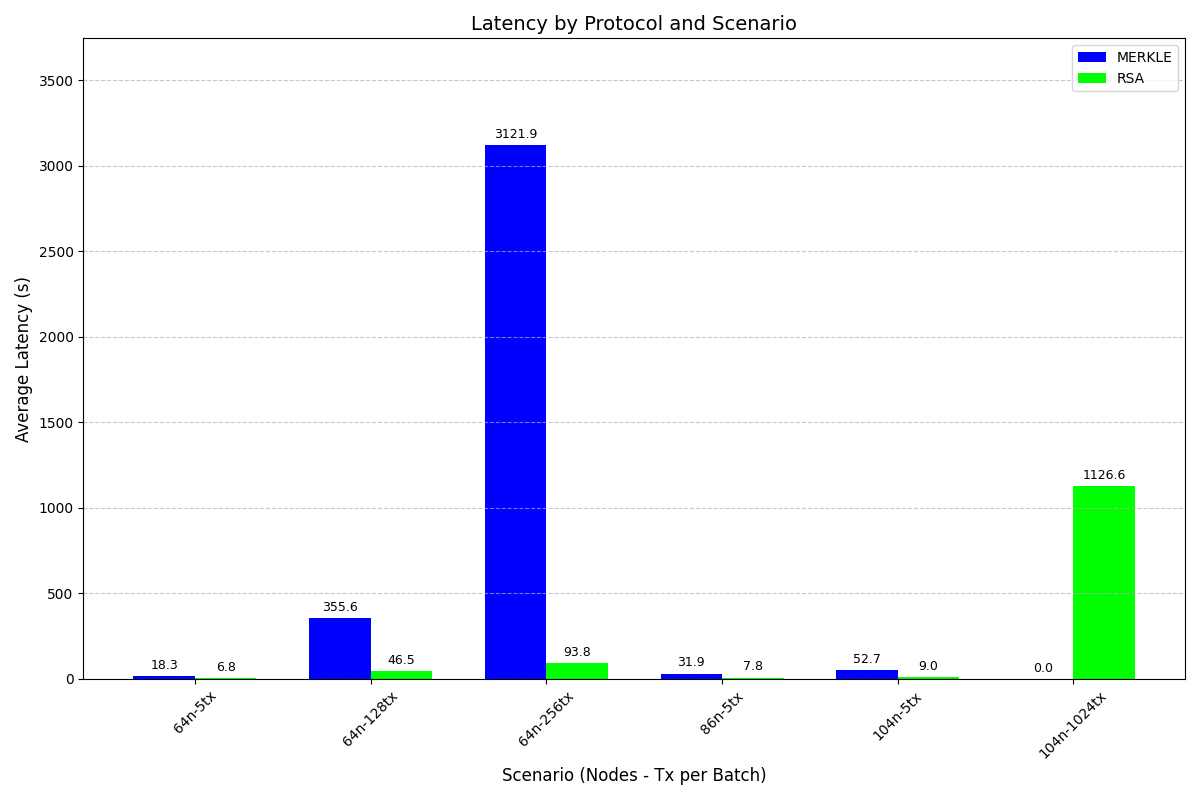 Latency by Protocol and Scenario
MERKLE
RSA
Average Latency (s)
3500
3000
2500
2000
1500
1000
500
0
18.3
6.8
355.6
46.5
3121.9
93.8
31.9
7.8
52.7
9.0
0.0
1126.6
64n-5tx
64n-128tx
64n-256tx
86n-5tx
104n-5tx
104n-1024tx
Scenario (Nodes - Tx per Batch)